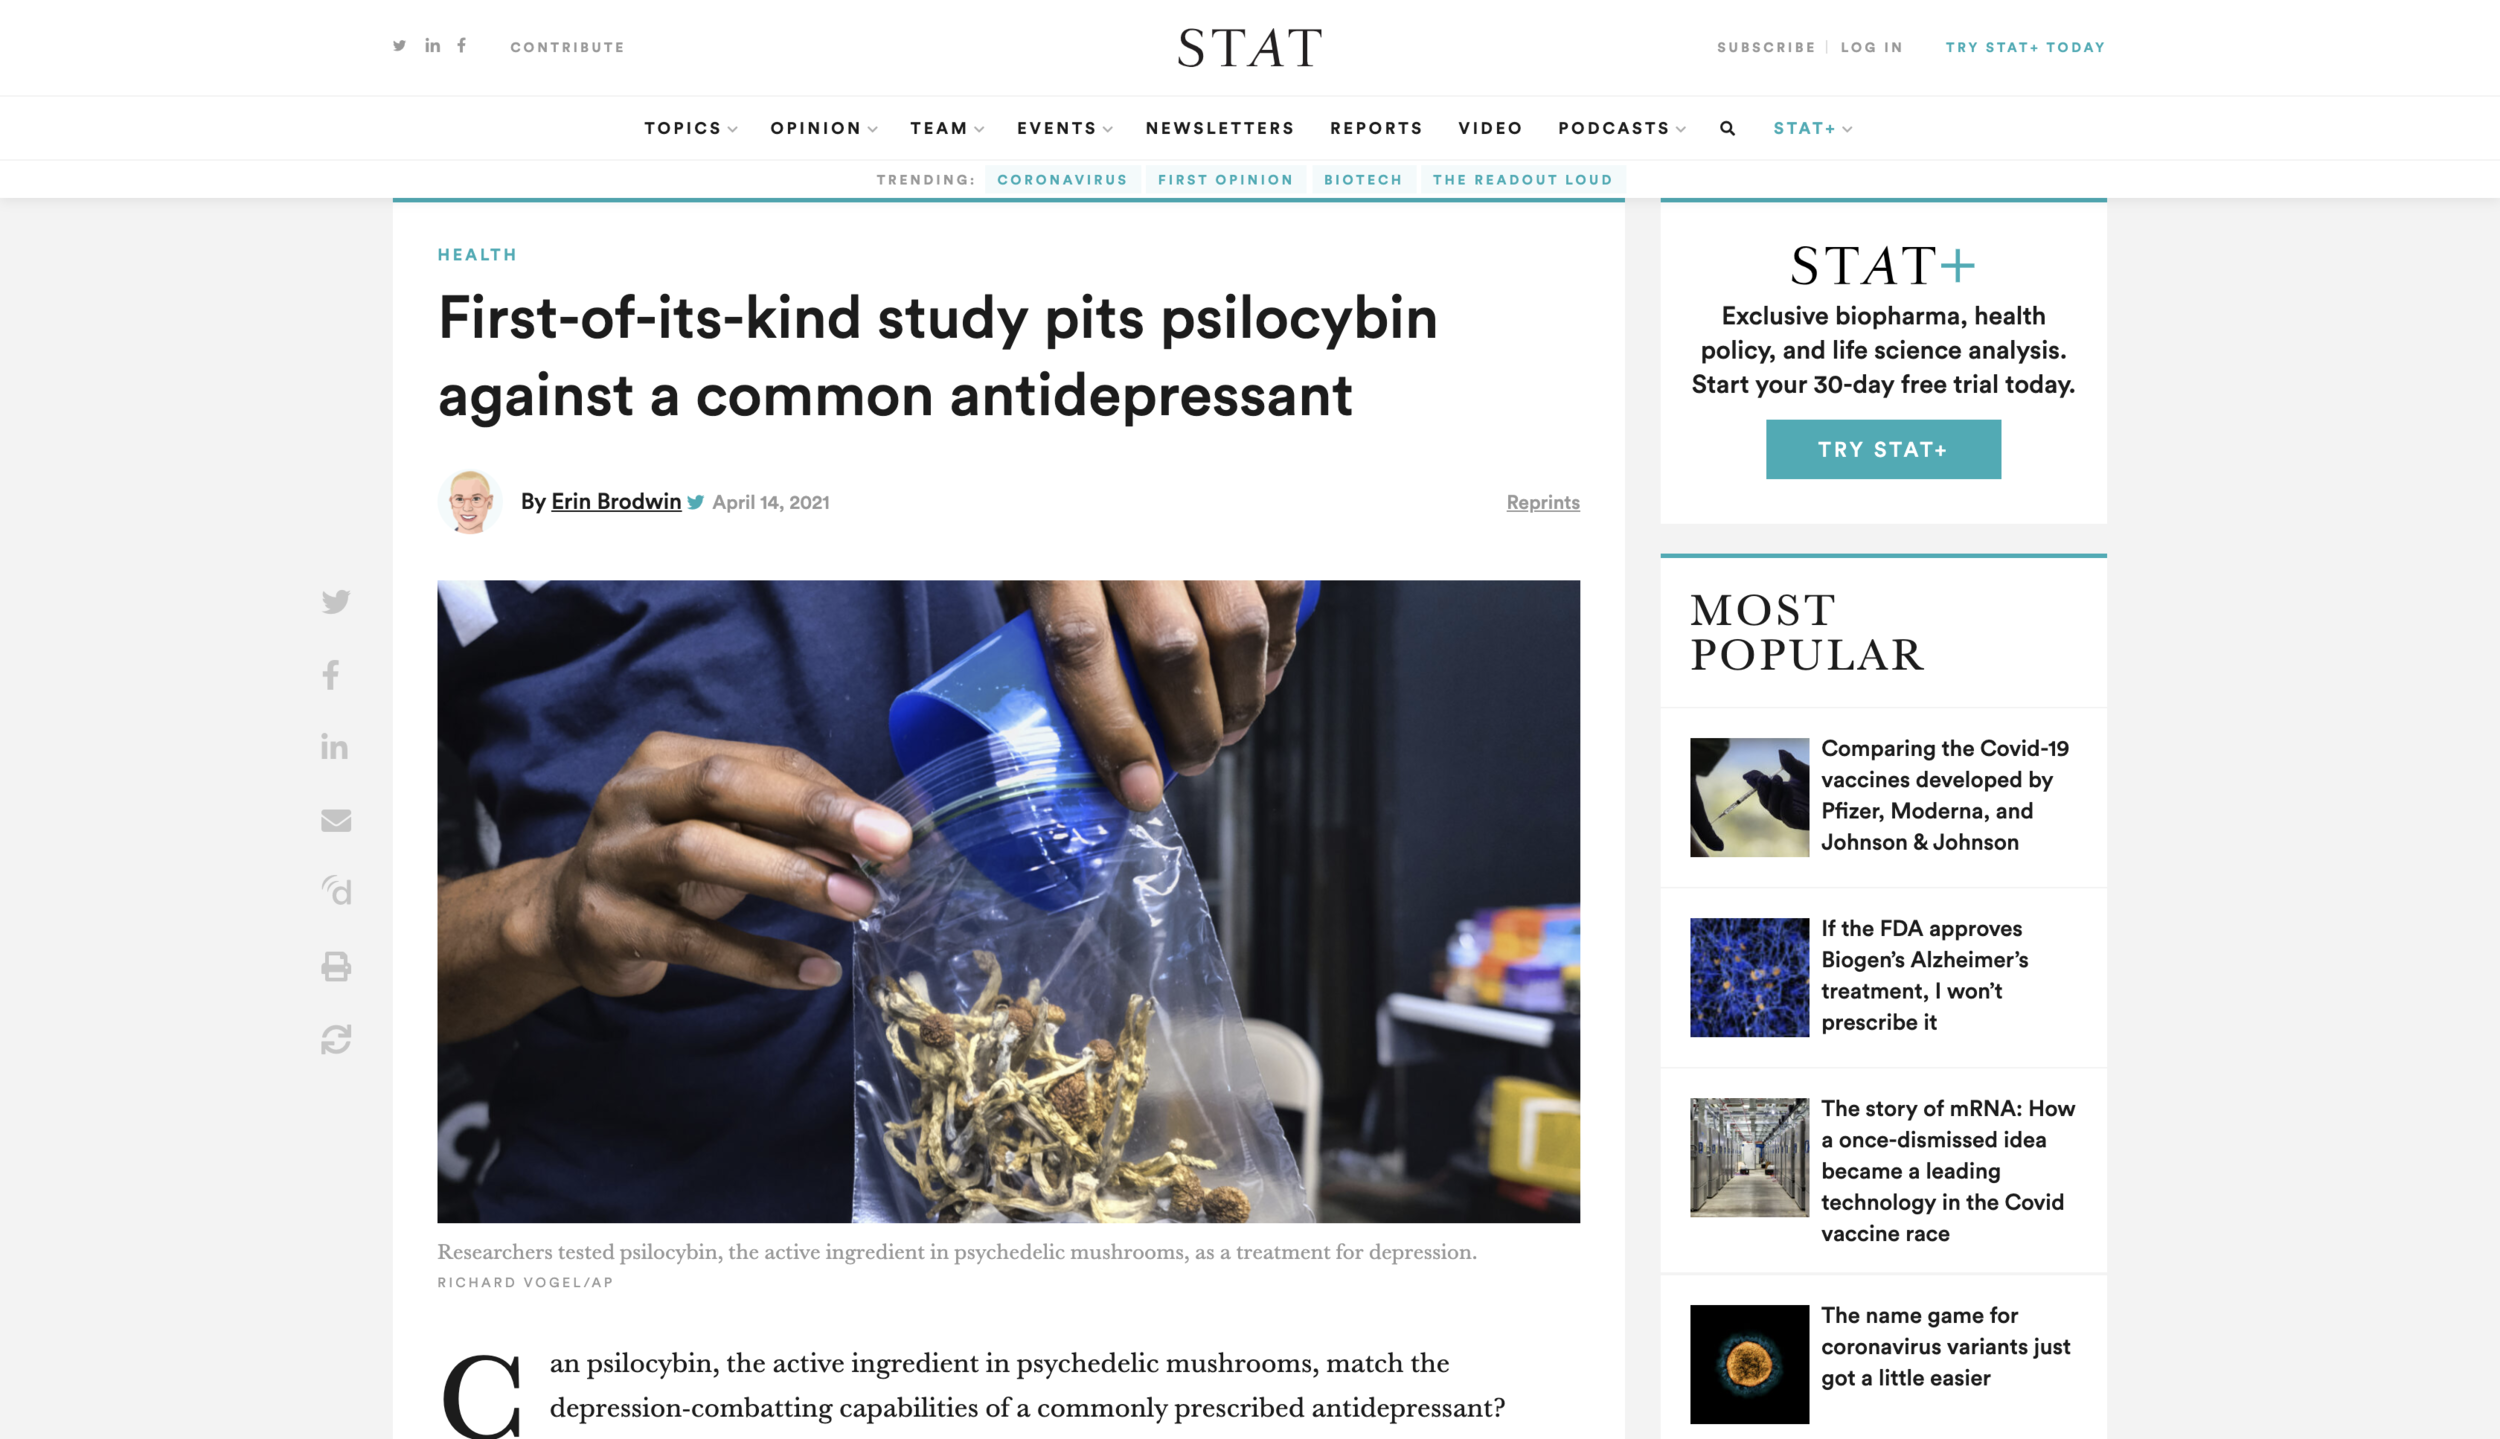 CONTRIBUTE
STAT
SUBSCRIBE
LOG IN
TRY STAT+ TODAY
TOPICS
OPINION
TEAM
EVENTS
NEWSLETTERS
REPORTS
VIDEO
PODCASTS
STAT+
TRENDING:
CORONAVIRUS
FIRST OPINION
BIOTECH
THE READOUT LOUD
HEALTH
First-of-its-kind study pits psilocybin
against a common antidepressant
By Erin Brodwin April 14, 2021
Reprints
Researchers tested psilocybin, the active ingredient in psychedelic mushrooms, as a treatment for depression.
RICHARD VOGEL/AP
Can psilocybin, the active ingredient in psychedelic mushrooms, match the
depression-combatting capabilities of a commonly prescribed antidepressant?
STAT+
Exclusive biopharma, health
policy, and life science analysis.
Start your 30-day free trial today.
TRY STAT+
MOST
POPULAR
Comparing the Covid-19
vaccines developed by
Pfizer, Moderna, and
Johnson & Johnson
If the FDA approves
Biogen’s Alzheimer’s
treatment, I won’t
prescribe it
The story of mRNA: How
a once-dismissed idea
became a leading
technology in the Covid
vaccine race
The name game for
coronavirus variants just
got a little easier